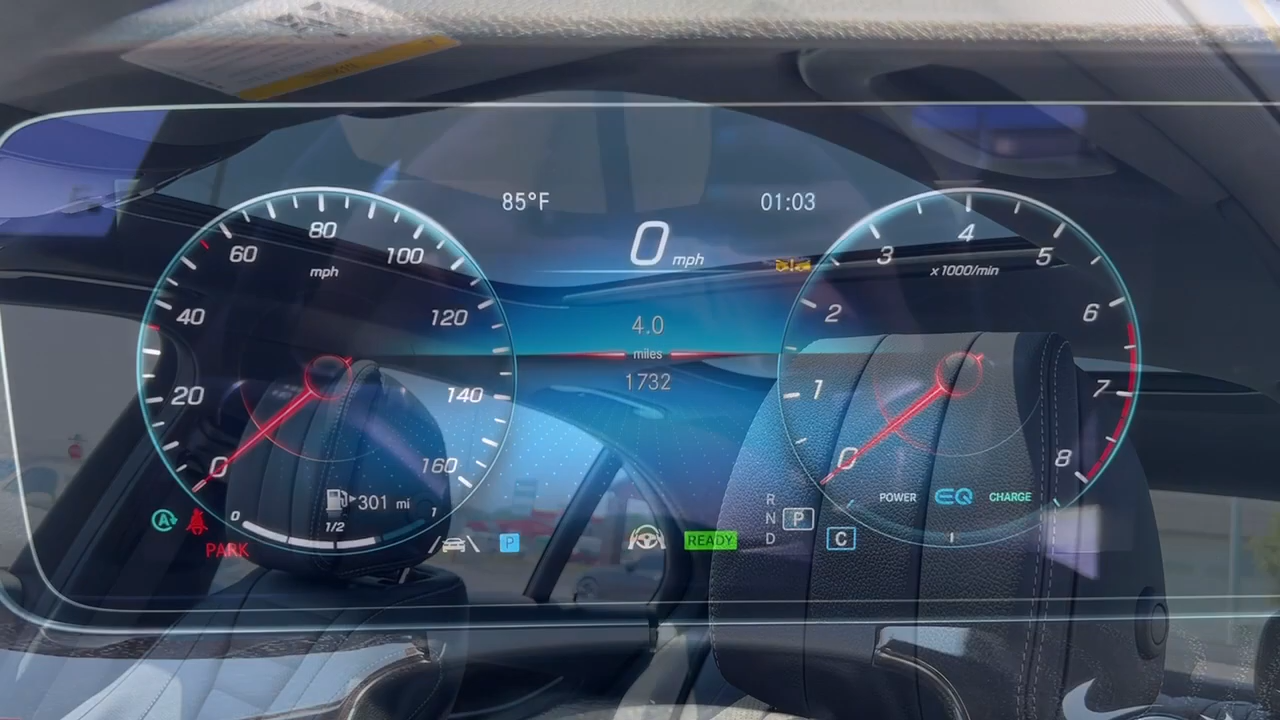 85°F
01:03
0 mph
4.0
miles
1732
80
60
100
mph
40
120
20
140
0
160
301 mi
0
1/2
1
PARK
A
P
READY
R
N
P
D
C
4
3
5
x1000/min
2
6
1
7
0
8
POWER
EQ
CHARGE